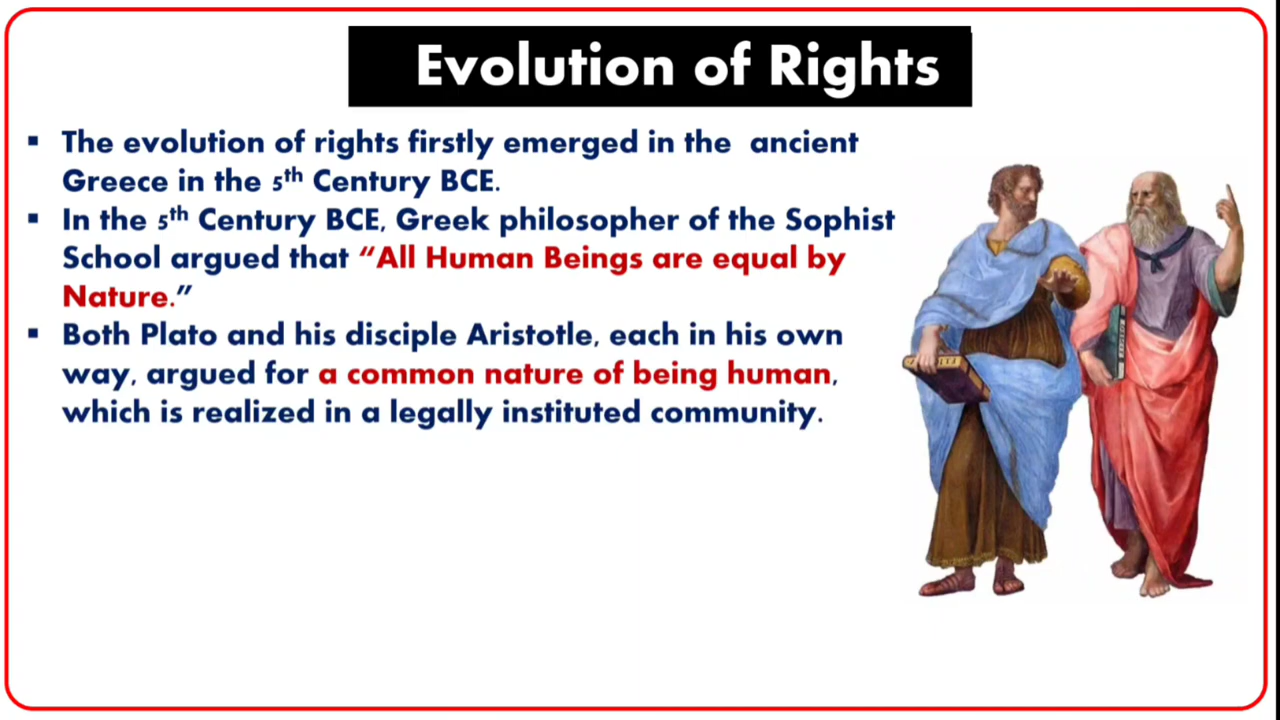 Evolution of Rights
▪ The evolution of rights firstly emerged in the ancient
Greece in the 5th Century BCE.
▪ In the 5th Century BCE, Greek philosopher of the Sophist
School argued that “All Human Beings are equal by
Nature.”
▪ Both Plato and his disciple Aristotle, each in his own
way, argued for a common nature of being human,
which is realized in a legally instituted community.